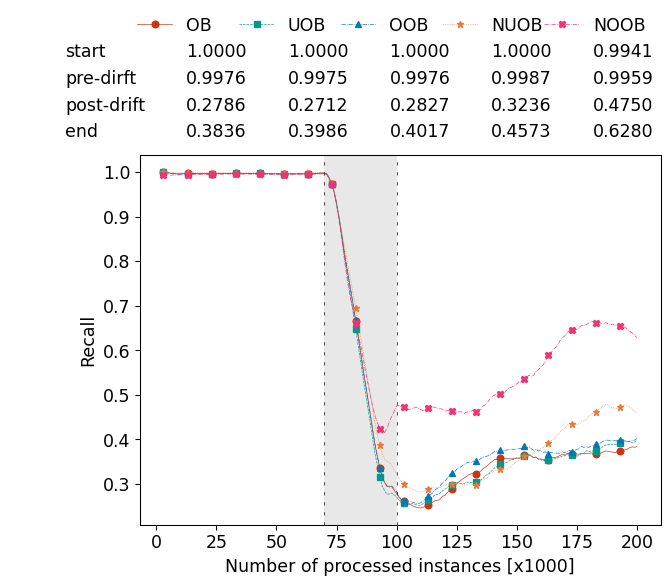 OB UOB OOB NUOB NOOB
start 1.0000 1.0000 1.0000 1.0000 0.9941
pre-dirft 0.9976 0.9975 0.9976 0.9987 0.9959
post-drift 0.2786 0.2712 0.2827 0.3236 0.4750
end 0.3836 0.3986 0.4017 0.4573 0.6280
1.0
0.9
0.8
0.7
0.6
0.5
0.4
0.3
Recall
0 25 50 75 100 125 150 175 200
Number of processed instances [x1000]